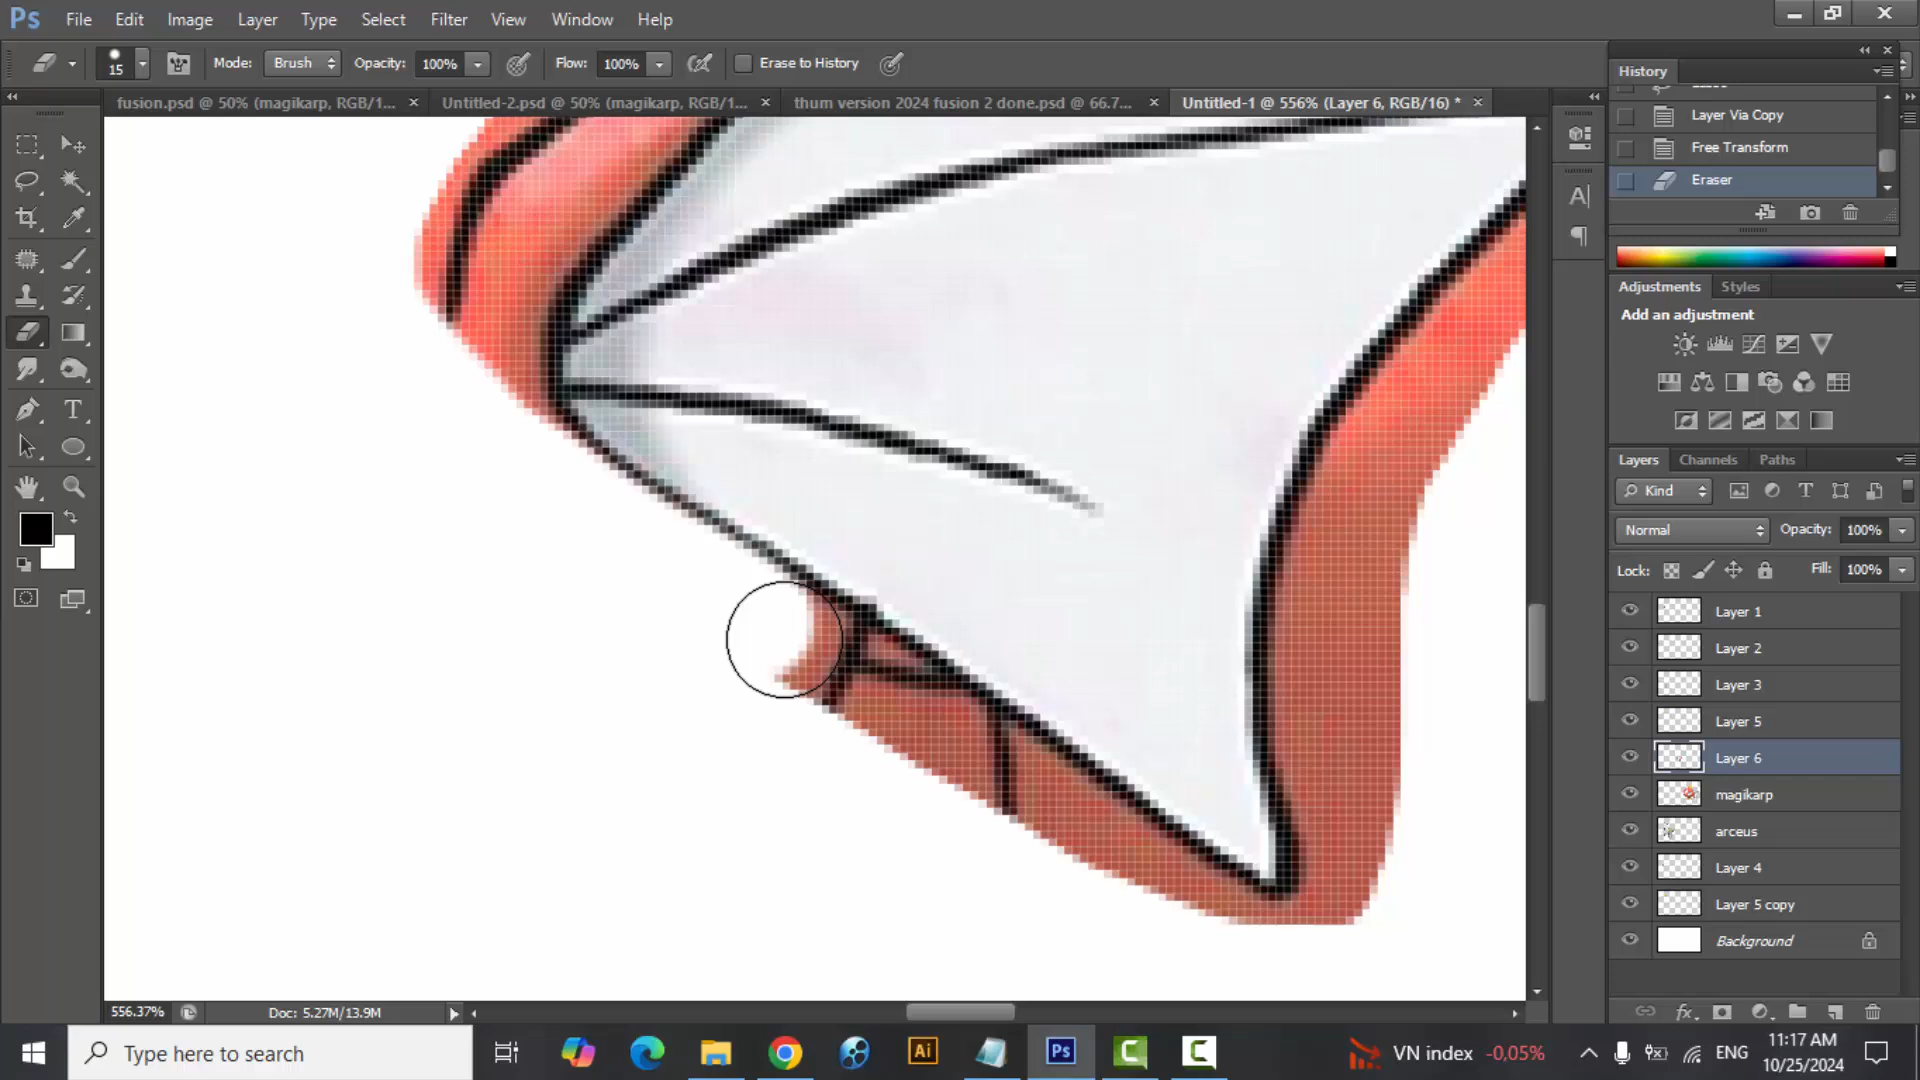 Ps File Edit Image Layer Type Select Filter View Window Help
15 Mode: Brush Opacity: 100% Flow: 100% Erase to History
History
fusion.psd @ 50% (magikarp, RGB/1... Untitled-2.psd @ 50% (magikarp, RGB/1... thum version 2024 fusion 2 done.psd @ 66.7... Untitled-1 @ 556% (Layer 6, RGB/16) *
Layer Via Copy
Free Transform
Eraser
Adjustments Styles
Add an adjustment
Layers Channels Paths
Kind
Normal Opacity: 100%
Lock: Fill: 100%
Layer 1
Layer 2
Layer 3
Layer 5
Layer 6
magikarp
arceus
Layer 4
Layer 5 copy
Background
556.37% Doc: 5.27M/13.9M
Type here to search
Ai Ps VN index -0,05% ENG 11:17 AM
10/25/2024